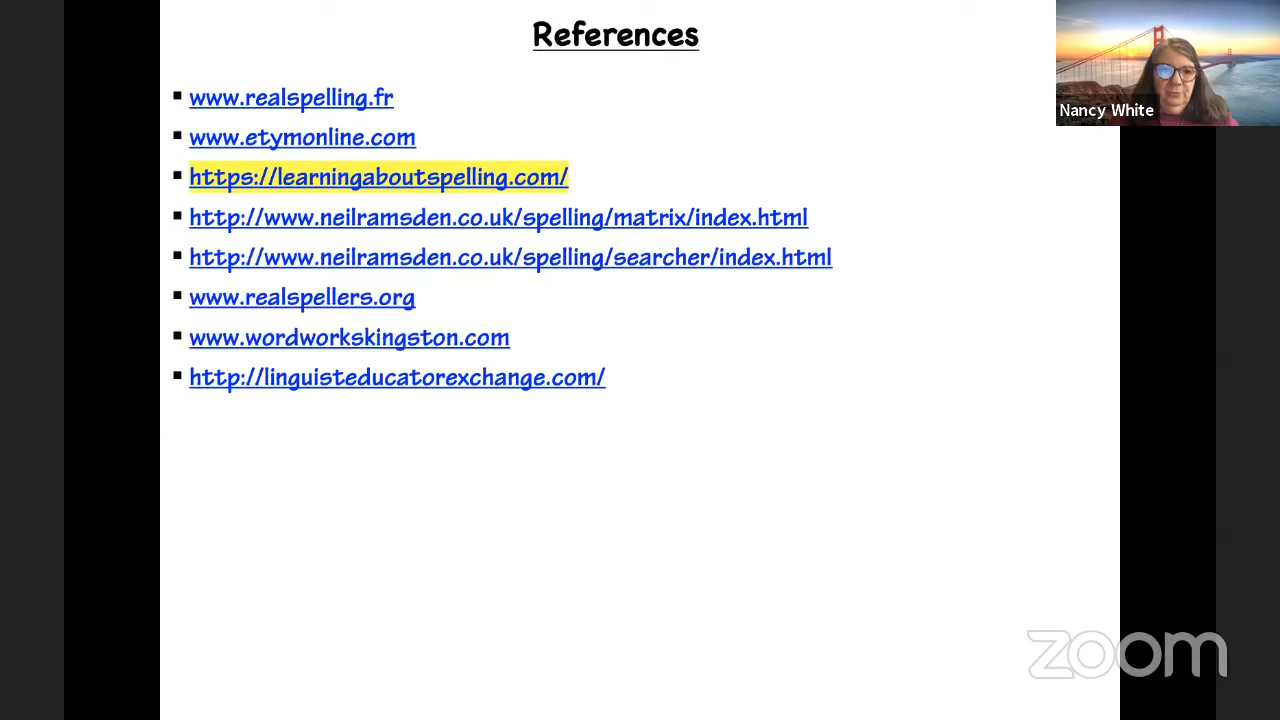 References
www.realspelling.fr
www.etymonline.com
https://learningaboutspelling.com/
http://www.neilramsden.co.uk/spelling/matrix/index.html
http://www.neilramsden.co.uk/spelling/searcher/index.html
www.realspellers.org
www.wordworkskingston.com
http://linguisteducatorexchange.com/
Nancy White
zoom